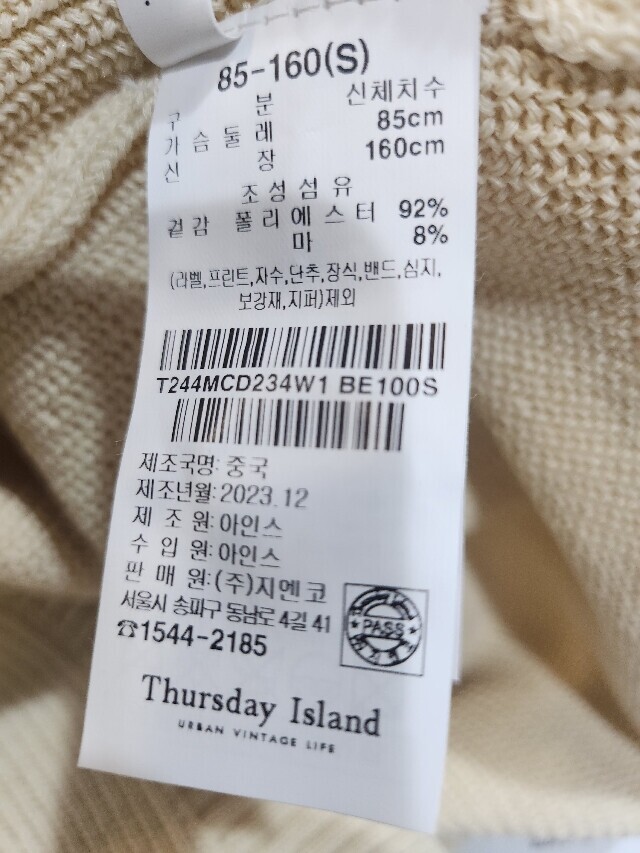 85-160(S)
구 분 신체치수
가슴둘레 85cm
신 장 160cm
조성섬유
겉감 폴리에스터 92%
마 8%
(라벨,프린트,자수,단추,장식,밴드,심지,
보강재,지퍼)제외
T244MCD234W1 BE100S
제조국명: 중국
제조년월: 2023.12
제 조 원: 아인스
수 입 원: 아인스
판 매 원: (주)지엔코
서울시 송파구 동남로 4길 41
☎1544-2185
PASS
Thursday Island
URBAN VINTAGE LIFE